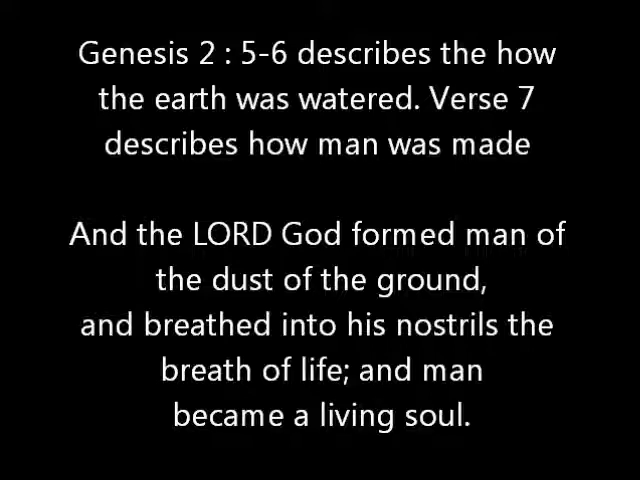 Genesis 2 : 5-6 describes the how
the earth was watered. Verse 7
describes how man was made
And the LORD God formed man of
the dust of the ground,
and breathed into his nostrils the
breath of life; and man
became a living soul.